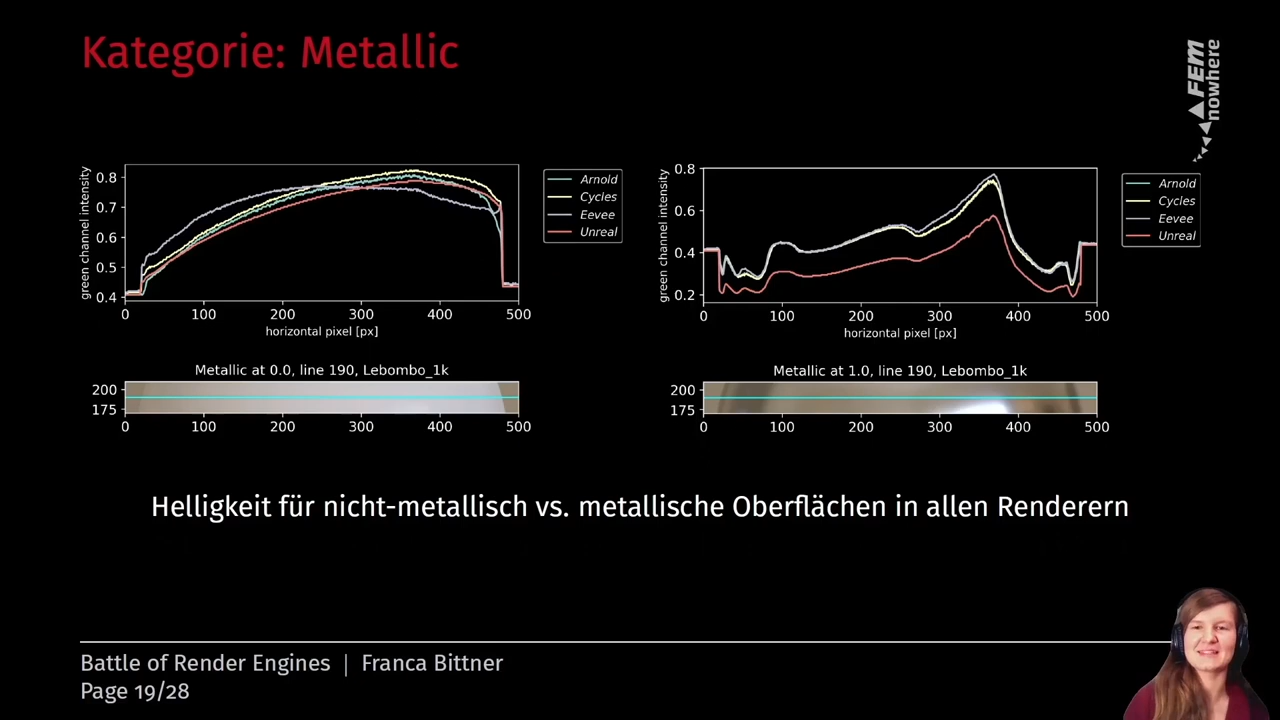 Kategorie: Metallic
FEM
nowhere
green channel intensity
0.8
0.7
0.6
0.5
0.4
0 100 200 300 400 500
horizontal pixel [px]
Arnold
Cycles
Eevee
Unreal
Metallic at 0.0, line 190, Lebombo_1k
200
175
0 100 200 300 400 500
green channel intensity
0.8
0.6
0.4
0.2
0 100 200 300 400 500
horizontal pixel [px]
Arnold
Cycles
Eevee
Unreal
Metallic at 1.0, line 190, Lebombo_1k
200
175
0 100 200 300 400 500
Helligkeit für nicht-metallisch vs. metallische Oberflächen in allen Renderern
Battle of Render Engines | Franca Bittner
Page 19/28